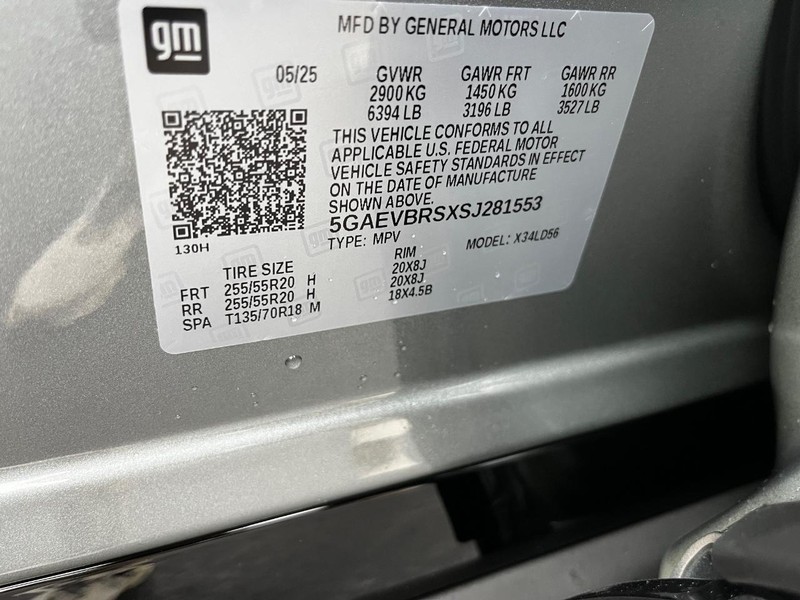 gm
MFD BY GENERAL MOTORS LLC
05/25 GVWR GAWR FRT GAWR RR
2900 KG 1450 KG 1600 KG
6394 LB 3196 LB 3527 LB
THIS VEHICLE CONFORMS TO ALL
APPLICABLE U.S. FEDERAL MOTOR
VEHICLE SAFETY STANDARDS IN EFFECT
ON THE DATE OF MANUFACTURE
SHOWN ABOVE.
5GAEVBRSXSJ281553
TYPE: MPV MODEL: X34LD56
130H
TIRE SIZE RIM
FRT 255/55R20 H 20X8J
RR 255/55R20 H 20X8J
SPA T135/70R18 M 18X4.5B